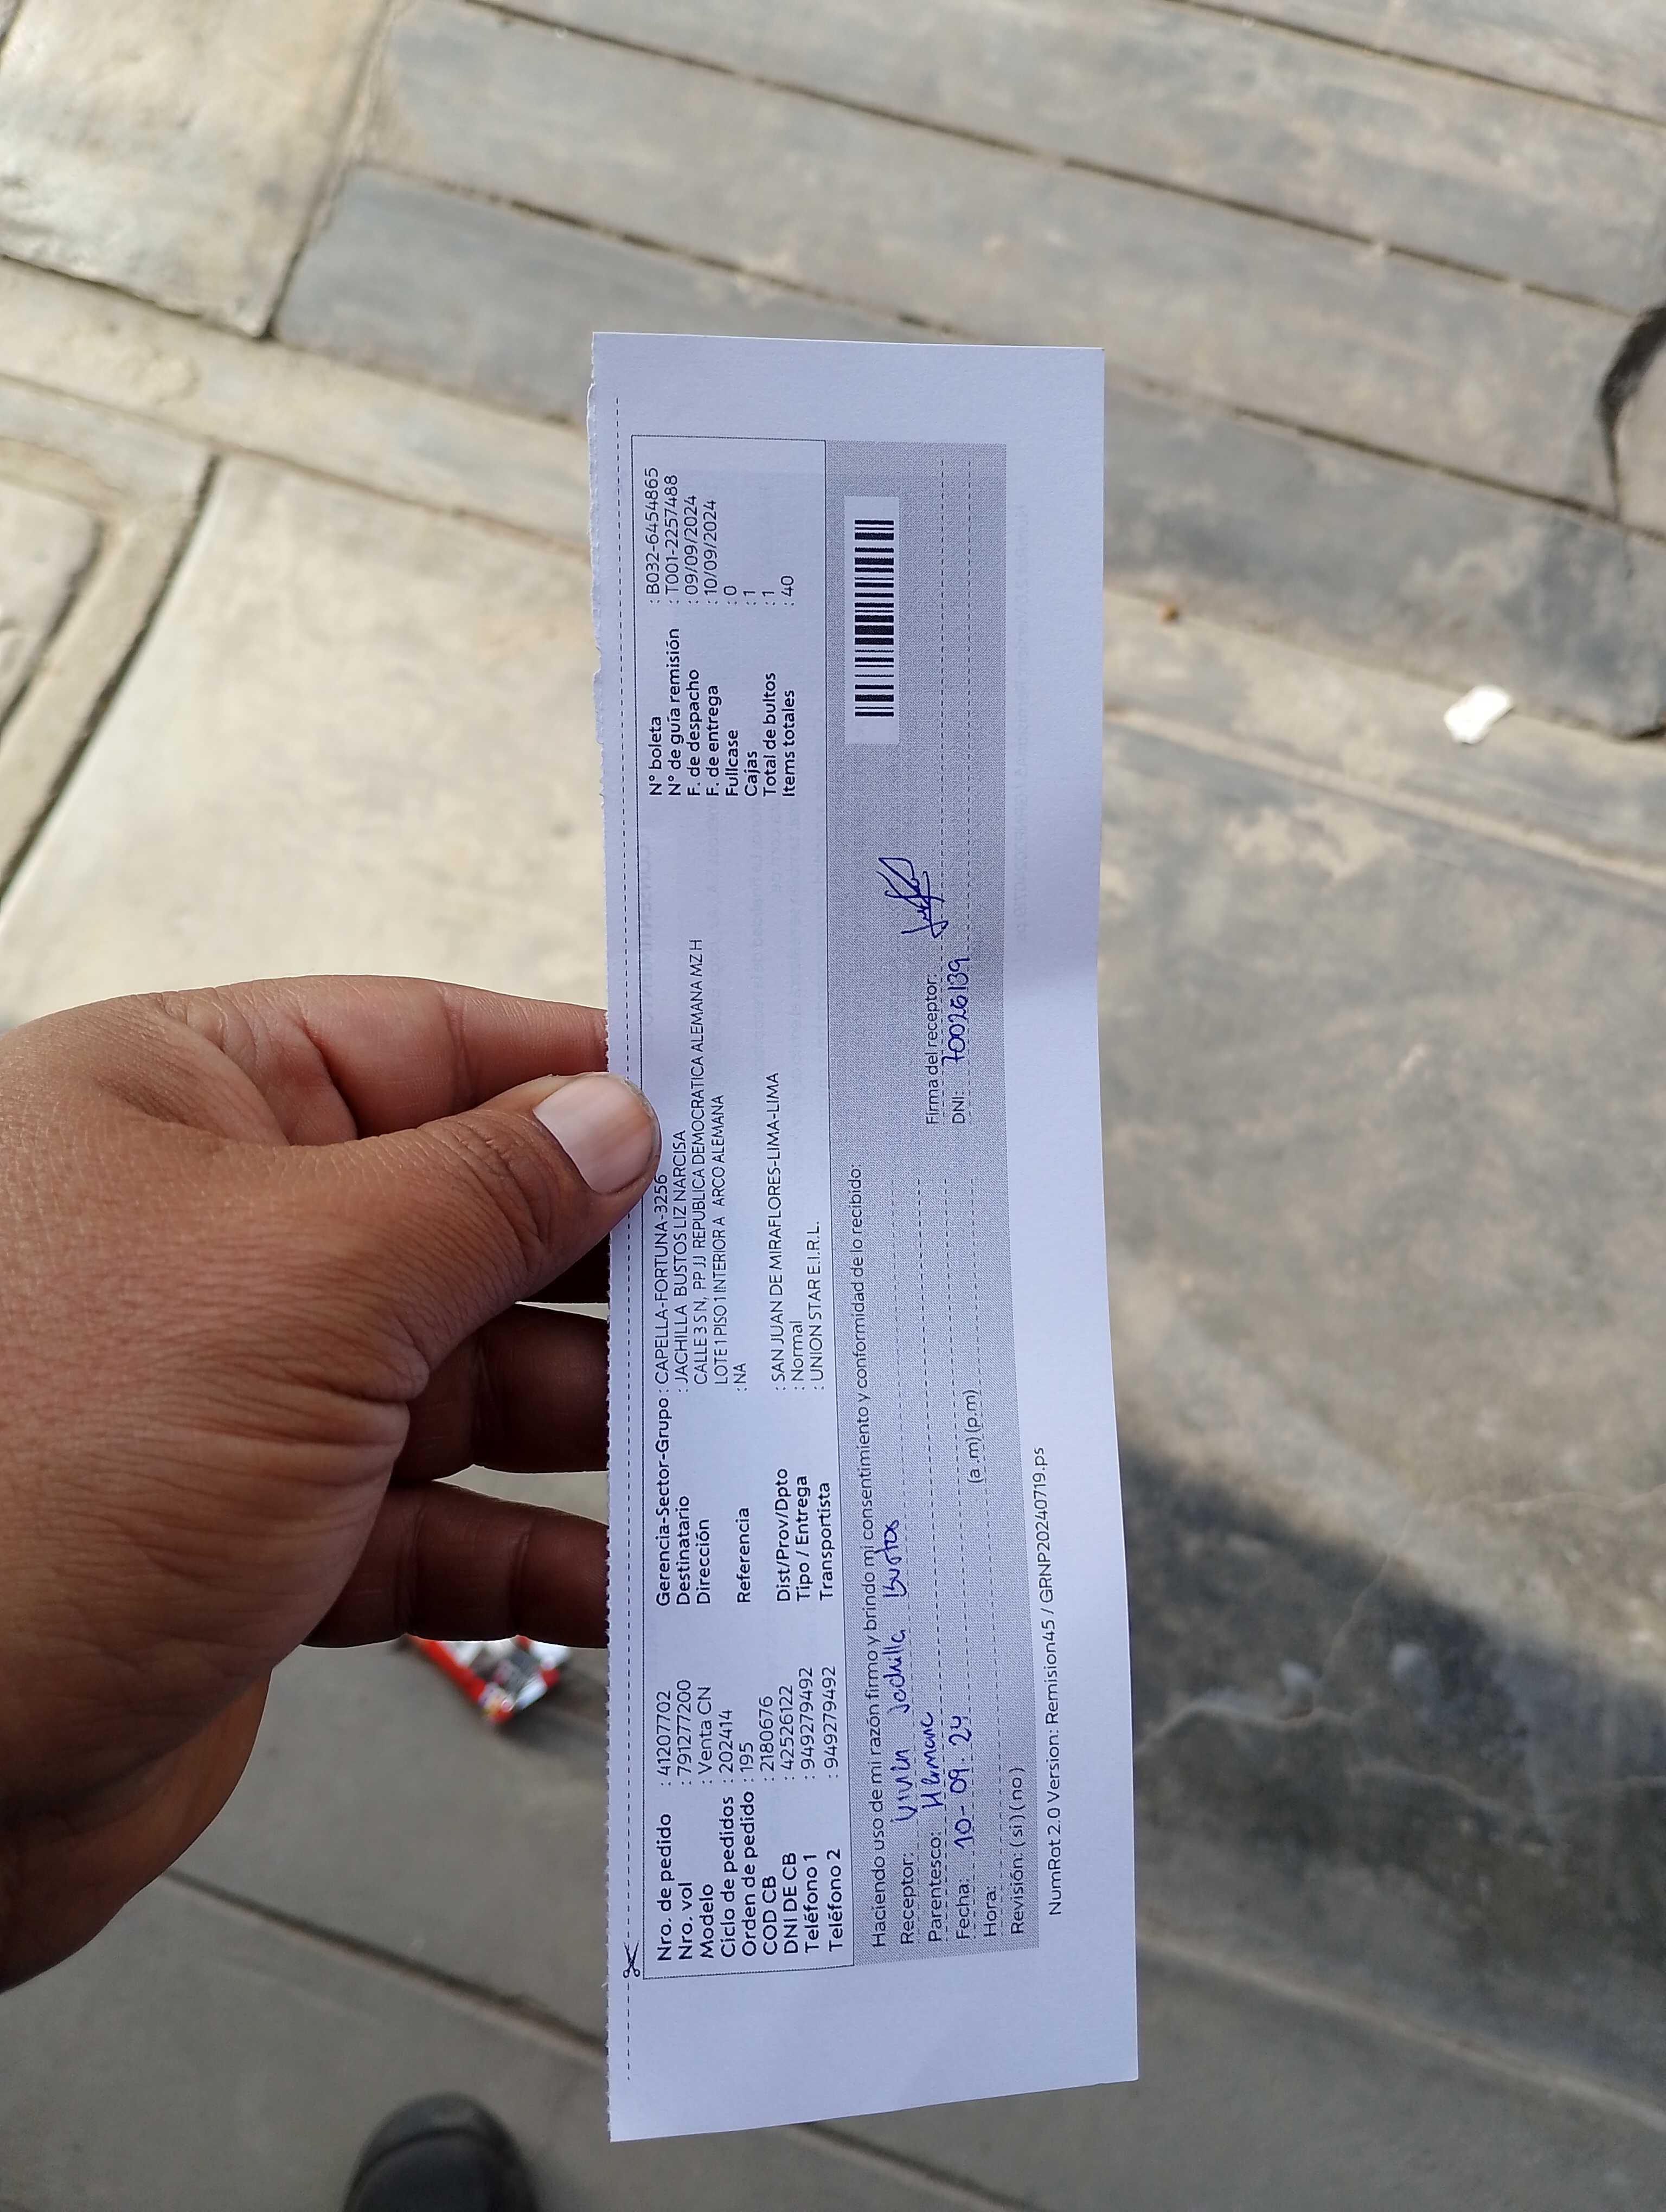 Nro. de pedido : 41207702
Nro. vol : 791277200
Modelo : Venta CN
Ciclo de pedidos : 202414
Orden de pedido : 195
COD CB : 2180676
DNI DE CB : 42526122
Teléfono 1 : 949279492
Teléfono 2 : 949279492
Gerencia-Sector-Grupo : CAPELLA-FORTUNA-3256
Destinatario : JACHILLA BUSTOS LIZ NARCISA
Dirección CALLE 3 S N, PP JJ REPUBLICA DEMOCRATICA ALEMANA MZ H
LOTE 1 PISO 1 INTERIOR A ARCO ALEMANA
Referencia : NA
Dist/Prov/Dpto : SAN JUAN DE MIRAFLORES-LIMA-LIMA
Tipo / Entrega : Normal
Transportista : UNION STAR E.I.R.L.
N° boleta : B032-6454865
N° de guía remisión : T001-2257488
F. de despacho : 09/09/2024
F. de entrega : 10/09/2024
Fullcase : 0
Cajas : 1
Total de bultos : 1
Items totales : 40
Haciendo uso de mi razón firmo y brindo mi consentimiento y conformidad de lo recibido:
Receptor: Jachilla Bustos
Parentesco:
Fecha: 10-09.24
Hora: (a.m) (p.m)
Revisión: ( si ) ( no )
Firma del receptor:
DNI: 70026139
NumRot 2.0 Version: Remision45 / GRNP20240719.ps